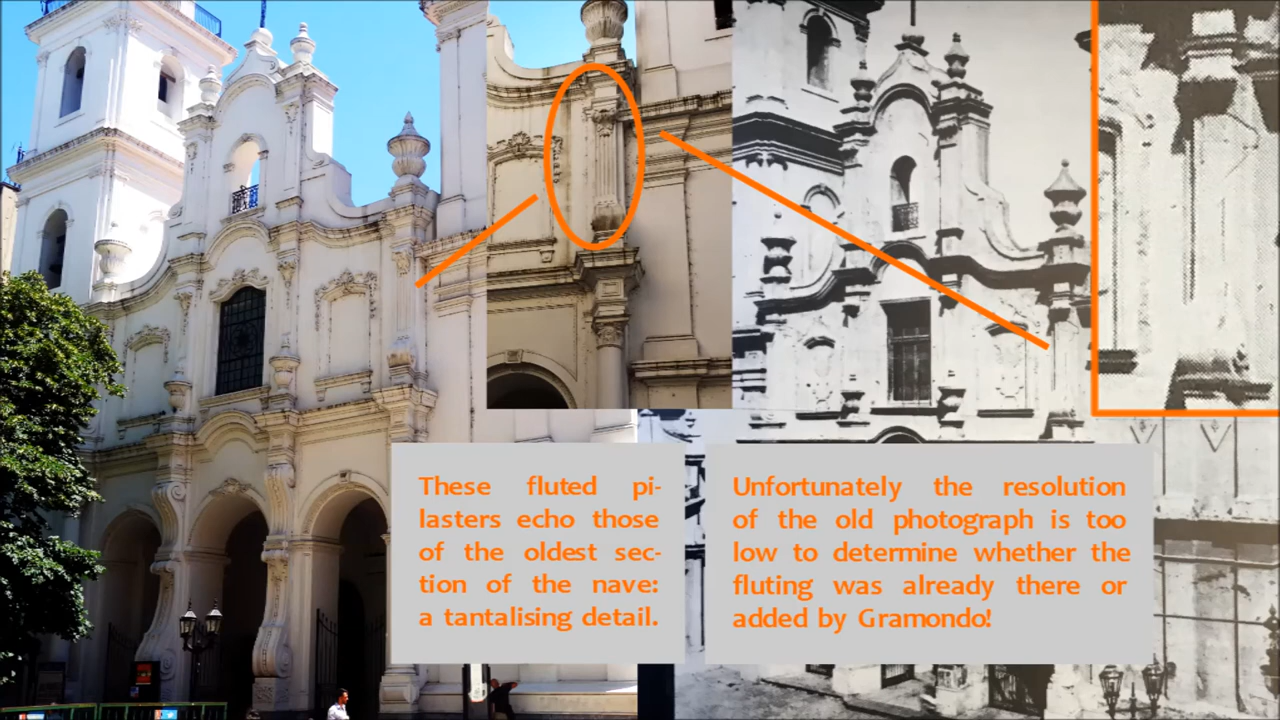 These fluted pi-
lasters echo those
of the oldest sec-
tion of the nave:
a tantalising detail.
Unfortunately the resolution
of the old photograph is too
low to determine whether the
fluting was already there or
added by Gramondo!